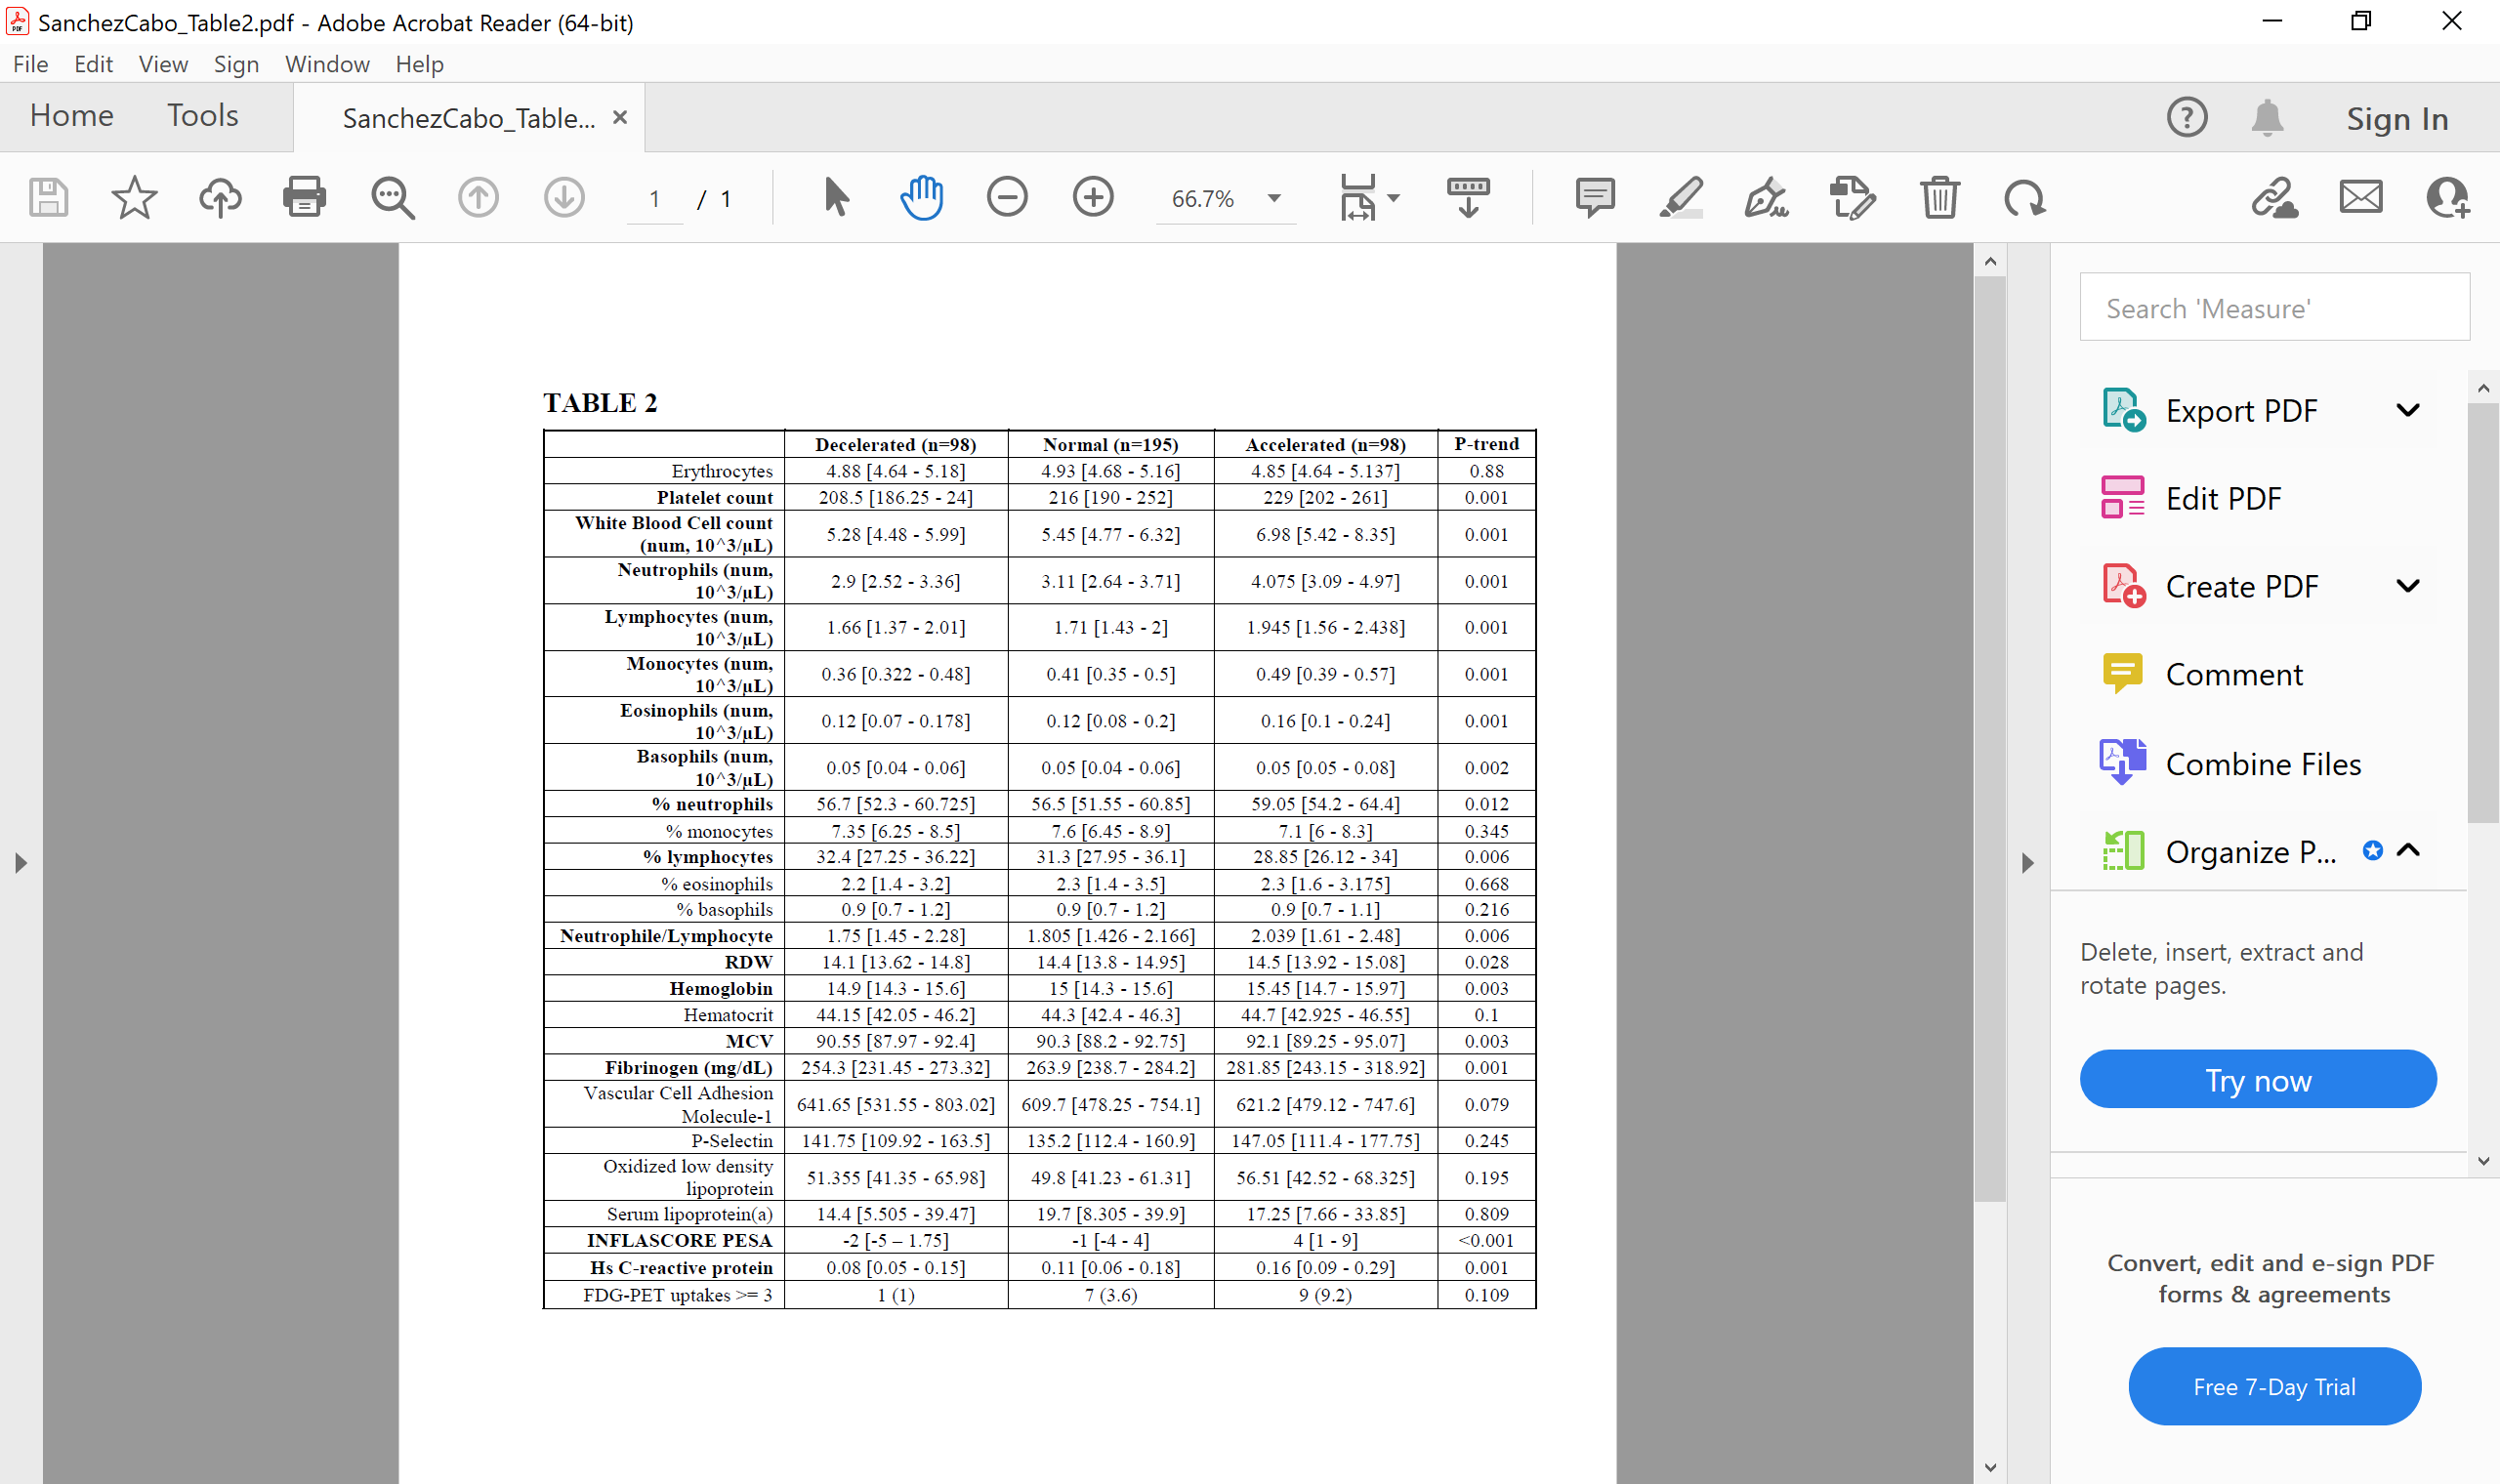 SanchezCabo_Table2.pdf - Adobe Acrobat Reader (64-bit)
File Edit View Sign Window Help
Home Tools SanchezCabo_Table... × Sign In
1 / 1 66.7%
Search 'Measure'
Export PDF
Edit PDF
Create PDF
Comment
Combine Files
Organize P...
Delete, insert, extract and
rotate pages.
Try now
Convert, edit and e-sign PDF
forms & agreements
Free 7-Day Trial
TABLE 2
Decelerated (n=98) Normal (n=195) Accelerated (n=98) P-trend
Erythrocytes 4.88 [4.64 - 5.18] 4.93 [4.68 - 5.16] 4.85 [4.64 - 5.137] 0.88
Platelet count 208.5 [186.25 - 24] 216 [190 - 252] 229 [202 - 261] 0.001
White Blood Cell count
(num, 10^3/µL) 5.28 [4.48 - 5.99] 5.45 [4.77 - 6.32] 6.98 [5.42 - 8.35] 0.001
Neutrophils (num,
10^3/µL) 2.9 [2.52 - 3.36] 3.11 [2.64 - 3.71] 4.075 [3.09 - 4.97] 0.001
Lymphocytes (num,
10^3/µL) 1.66 [1.37 - 2.01] 1.71 [1.43 - 2] 1.945 [1.56 - 2.438] 0.001
Monocytes (num,
10^3/µL) 0.36 [0.322 - 0.48] 0.41 [0.35 - 0.5] 0.49 [0.39 - 0.57] 0.001
Eosinophils (num,
10^3/µL) 0.12 [0.07 - 0.178] 0.12 [0.08 - 0.2] 0.16 [0.1 - 0.24] 0.001
Basophils (num,
10^3/µL) 0.05 [0.04 - 0.06] 0.05 [0.04 - 0.06] 0.05 [0.05 - 0.08] 0.002
% neutrophils 56.7 [52.3 - 60.725] 56.5 [51.55 - 60.85] 59.05 [54.2 - 64.4] 0.012
% monocytes 7.35 [6.25 - 8.5] 7.6 [6.45 - 8.9] 7.1 [6 - 8.3] 0.345
% lymphocytes 32.4 [27.25 - 36.22] 31.3 [27.95 - 36.1] 28.85 [26.12 - 34] 0.006
% eosinophils 2.2 [1.4 - 3.2] 2.3 [1.4 - 3.5] 2.3 [1.6 - 3.175] 0.668
% basophils 0.9 [0.7 - 1.2] 0.9 [0.7 - 1.2] 0.9 [0.7 - 1.1] 0.216
Neutrophile/Lymphocyte 1.75 [1.45 - 2.28] 1.805 [1.426 - 2.166] 2.039 [1.61 - 2.48] 0.006
RDW 14.1 [13.62 - 14.8] 14.4 [13.8 - 14.95] 14.5 [13.92 - 15.08] 0.028
Hemoglobin 14.9 [14.3 - 15.6] 15 [14.3 - 15.6] 15.45 [14.7 - 15.97] 0.003
Hematocrit 44.15 [42.05 - 46.2] 44.3 [42.4 - 46.3] 44.7 [42.925 - 46.55] 0.1
MCV 90.55 [87.97 - 92.4] 90.3 [88.2 - 92.75] 92.1 [89.25 - 95.07] 0.003
Fibrinogen (mg/dL) 254.3 [231.45 - 273.32] 263.9 [238.7 - 284.2] 281.85 [243.15 - 318.92] 0.001
Vascular Cell Adhesion
Molecule-1 641.65 [531.55 - 803.02] 609.7 [478.25 - 754.1] 621.2 [479.12 - 747.6] 0.079
P-Selectin 141.75 [109.92 - 163.5] 135.2 [112.4 - 160.9] 147.05 [111.4 - 177.75] 0.245
Oxidized low density
lipoprotein 51.355 [41.35 - 65.98] 49.8 [41.23 - 61.31] 56.51 [42.52 - 68.325] 0.195
Serum lipoprotein(a) 14.4 [5.505 - 39.47] 19.7 [8.305 - 39.9] 17.25 [7.66 - 33.85] 0.809
INFLASCORE PESA -2 [-5 – 1.75] -1 [-4 - 4] 4 [1 - 9] <0.001
Hs C-reactive protein 0.08 [0.05 - 0.15] 0.11 [0.06 - 0.18] 0.16 [0.09 - 0.29] 0.001
FDG-PET uptakes >= 3 1 (1) 7 (3.6) 9 (9.2) 0.109